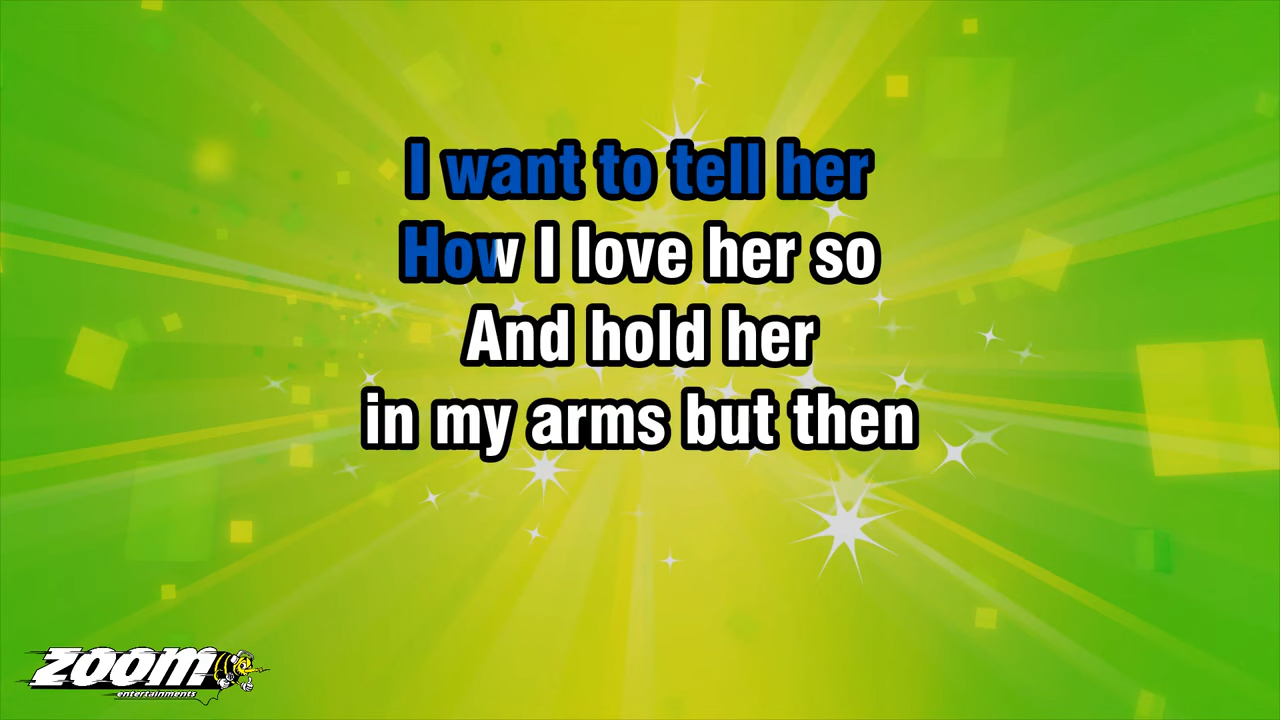 I want to tell her
How I love her so
And hold her
in my arms but then
ZOOM
entertainments